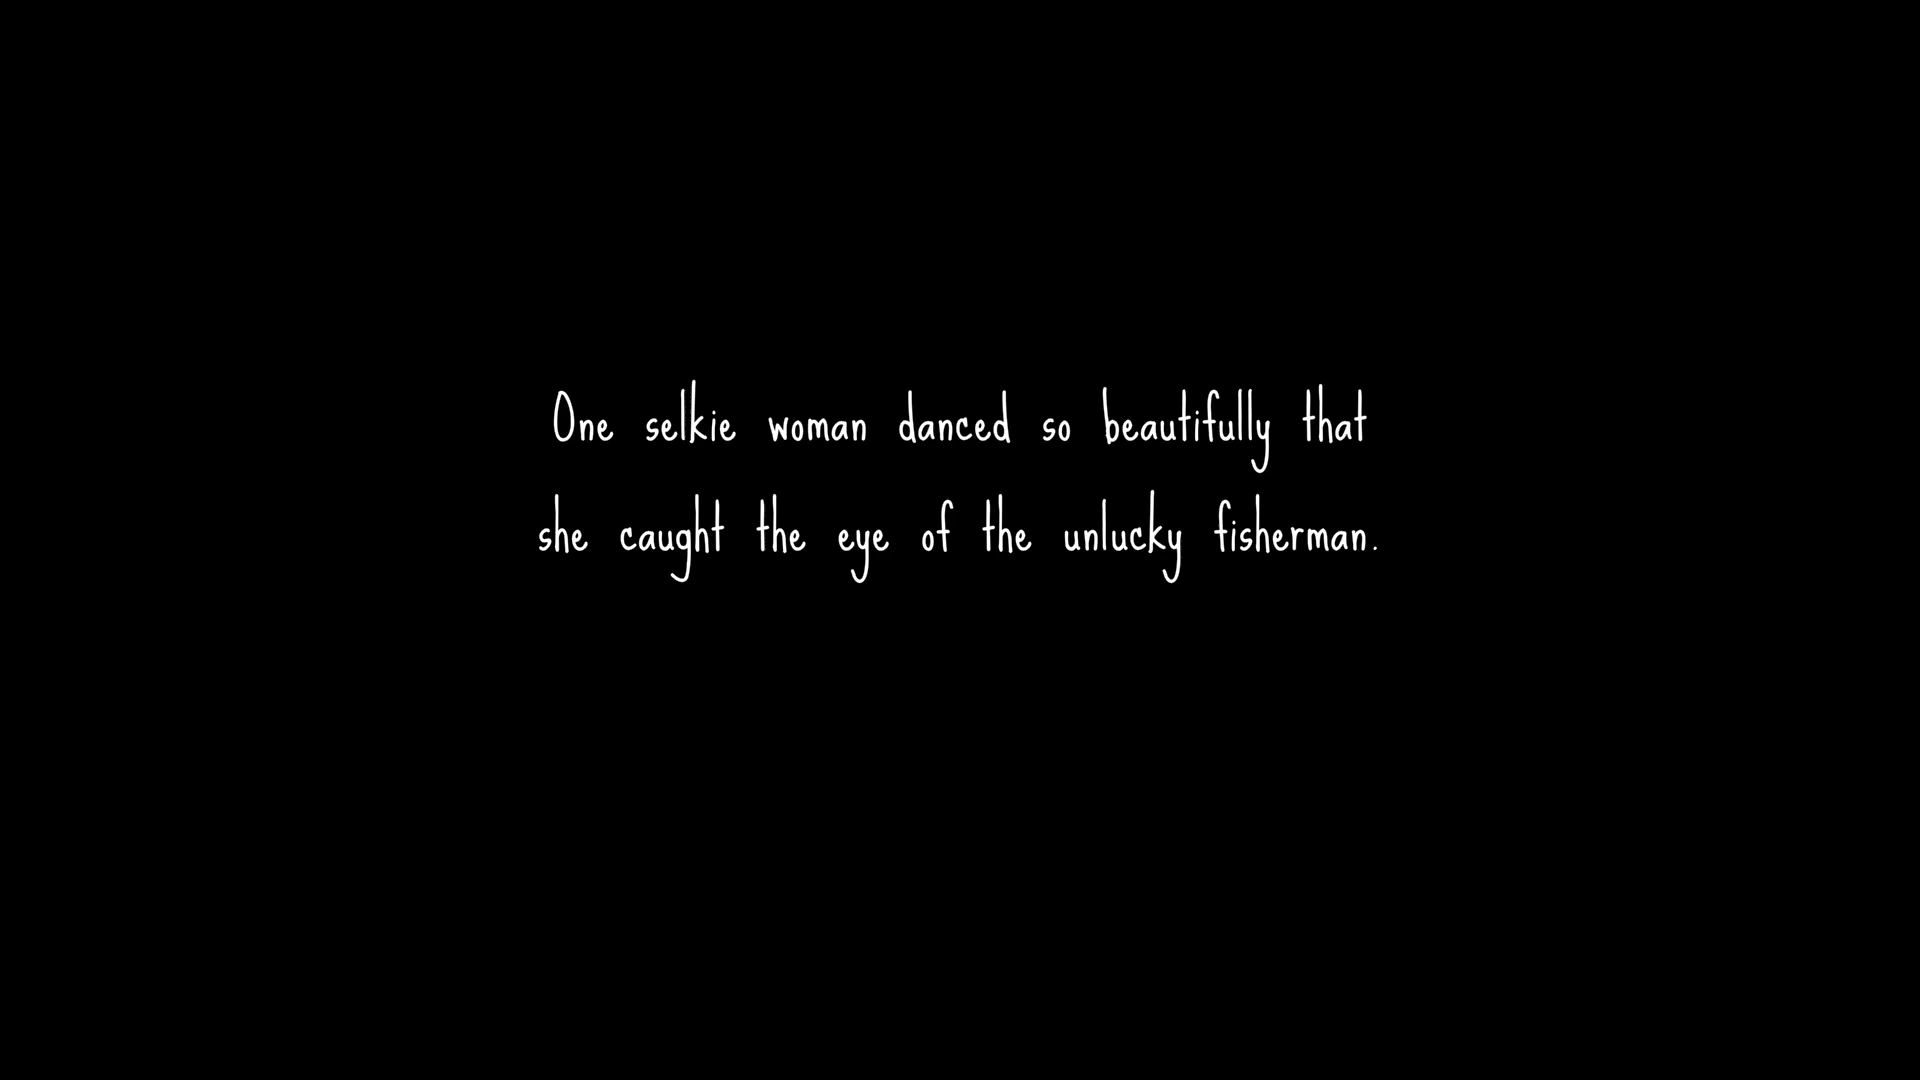 One selkie woman danced so beautifully that
she caught the eye of the unlucky fisherman.